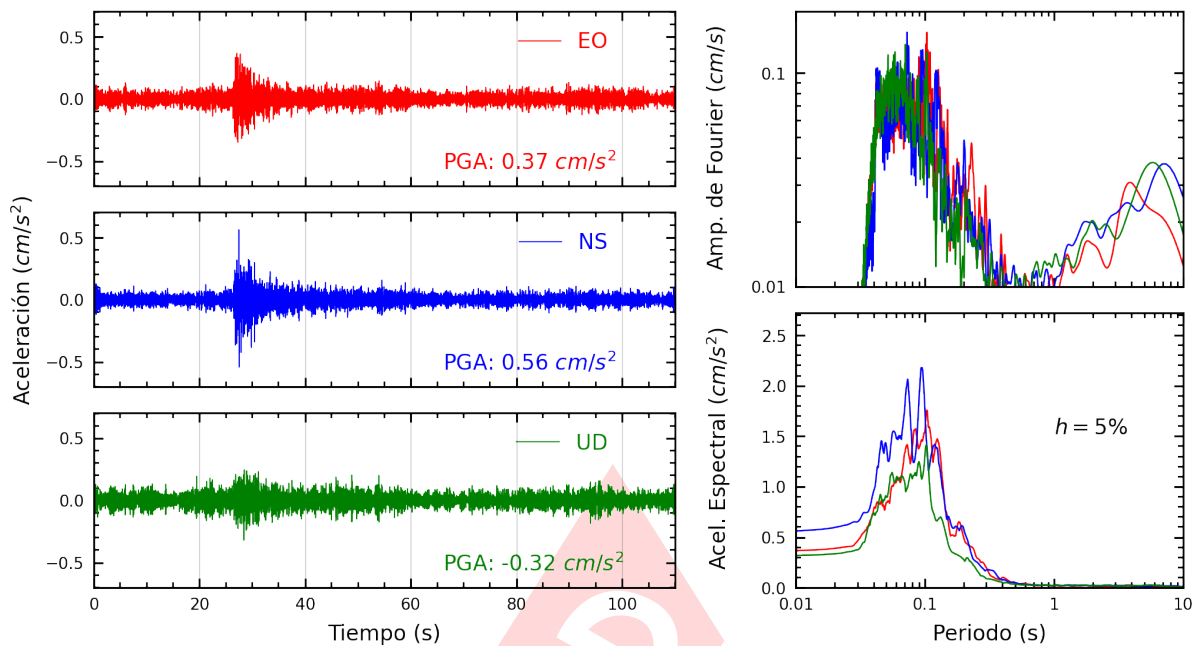 Aceleración (cm/s²)
0.5
0.0
−0.5
EO
PGA: 0.37 cm/s²
0.5
0.0
−0.5
NS
PGA: 0.56 cm/s²
0.5
0.0
−0.5
UD
PGA: -0.32 cm/s²
0 20 40 60 80 100
Tiempo (s)
Amp. de Fourier (cm/s)
0.1
0.01
Acel. Espectral (cm/s²)
2.5
2.0
1.5
1.0
0.5
0.0
h = 5%
0.01 0.1 1 10
Periodo (s)